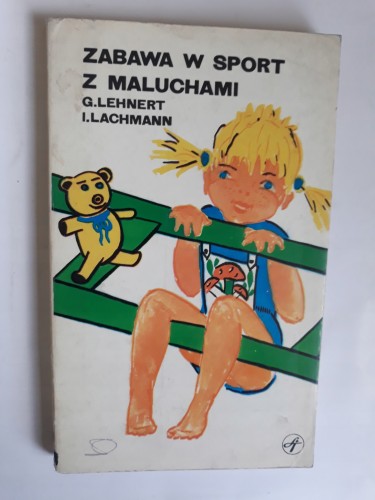 ZABAWA W SPORT
Z MALUCHAMI
G.LEHNERT
I.LACHMANN